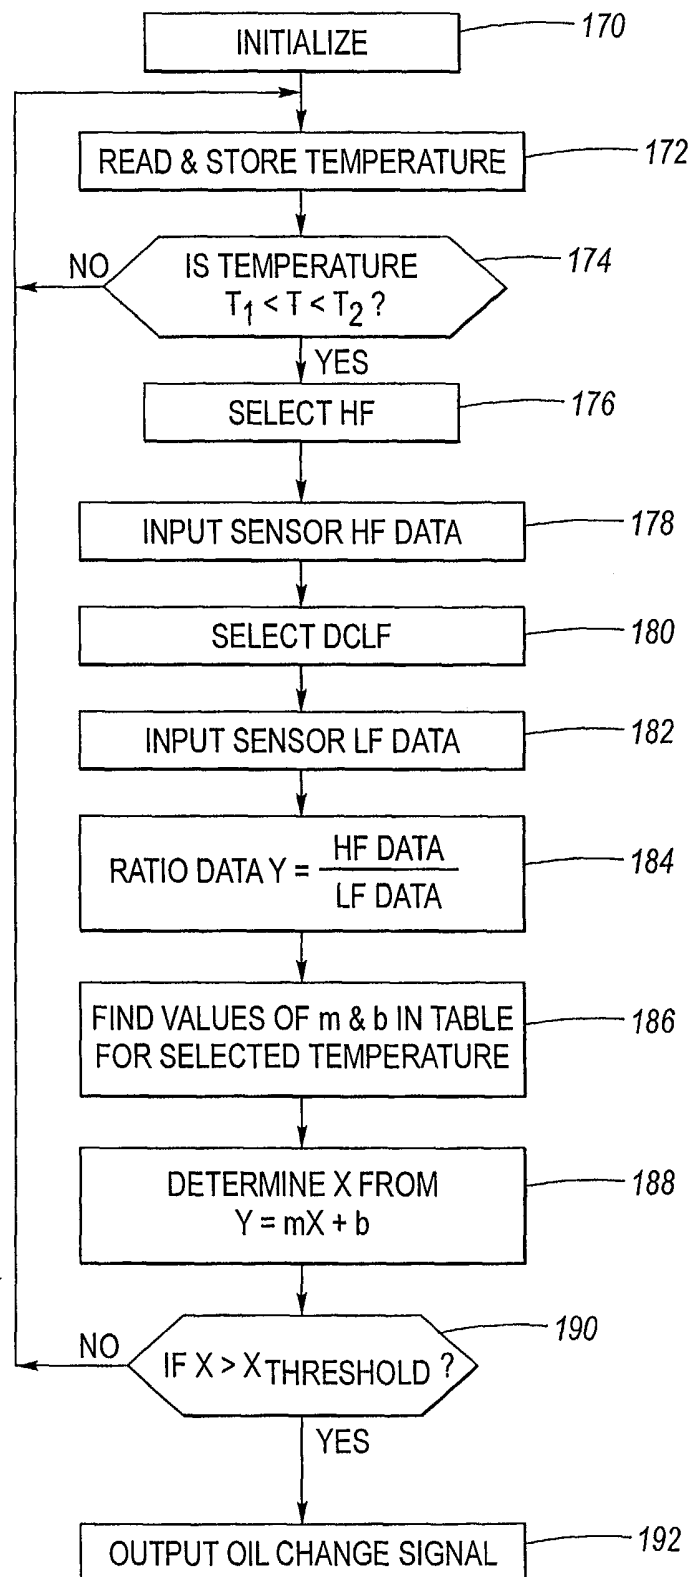 INITIALIZE
170
READ & STORE TEMPERATURE
172
NO
IS TEMPERATURE
T1 < T < T2 ?
174
YES
SELECT HF
176
INPUT SENSOR HF DATA
178
SELECT DCLF
180
INPUT SENSOR LF DATA
182
RATIO DATA Y = HF DATA
LF DATA
184
FIND VALUES OF m & b IN TABLE
FOR SELECTED TEMPERATURE
186
DETERMINE X FROM
Y = mX + b
188
NO
IF X > X THRESHOLD ?
190
YES
OUTPUT OIL CHANGE SIGNAL
192